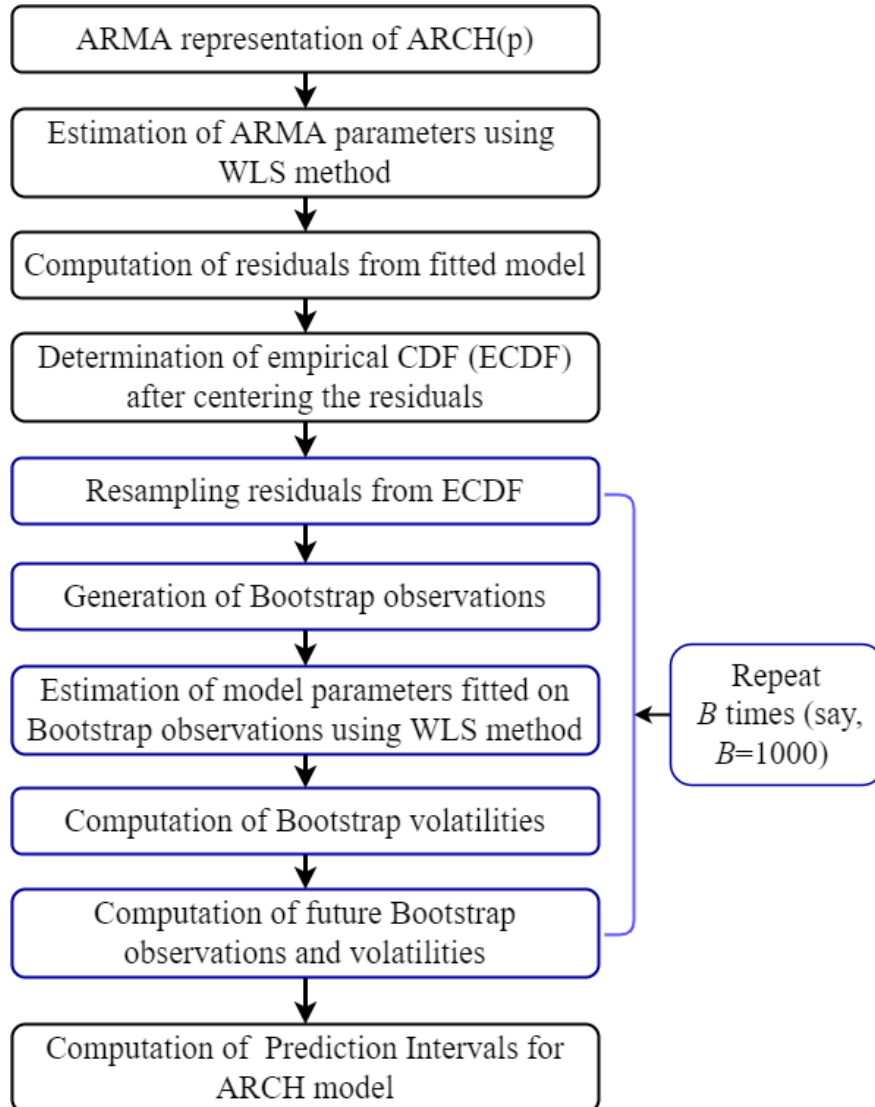 ARMA representation of ARCH(p)
Estimation of ARMA parameters using
WLS method
Computation of residuals from fitted model
Determination of empirical CDF (ECDF)
after centering the residuals
Resampling residuals from ECDF
Generation of Bootstrap observations
Estimation of model parameters fitted on
Bootstrap observations using WLS method
Computation of Bootstrap volatilities
Computation of future Bootstrap
observations and volatilities
Repeat
B times (say,
B=1000)
Computation of Prediction Intervals for
ARCH model